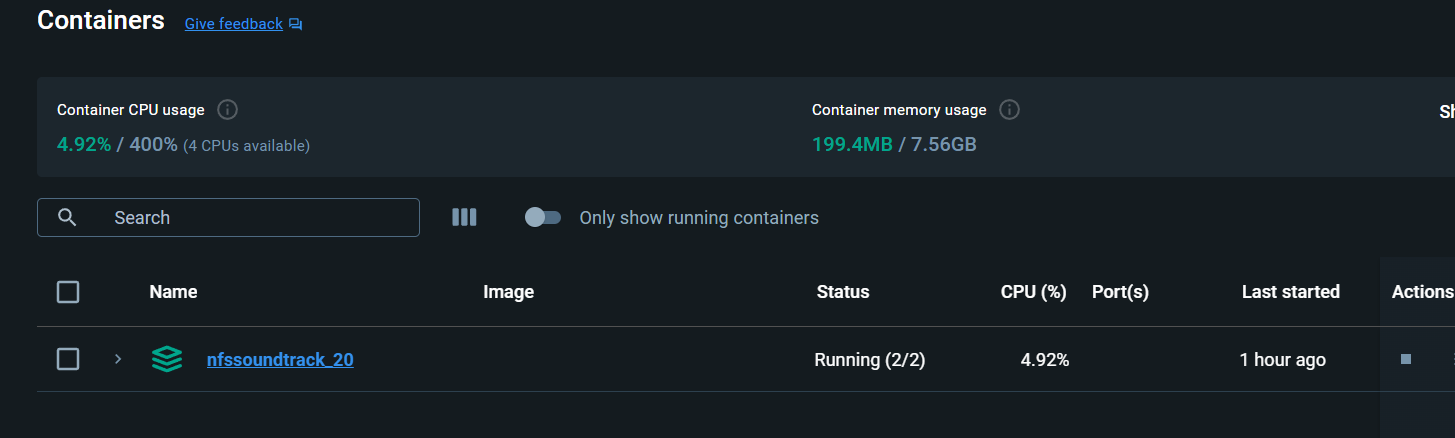 Containers Give feedback
Container CPU usage
4.92% / 400% (4 CPUs available)
Container memory usage
199.4MB / 7.56GB
Sh
Search
Only show running containers
Name Image Status CPU (%) Port(s) Last started Actions
nfssoundtrack_20 Running (2/2) 4.92% 1 hour ago